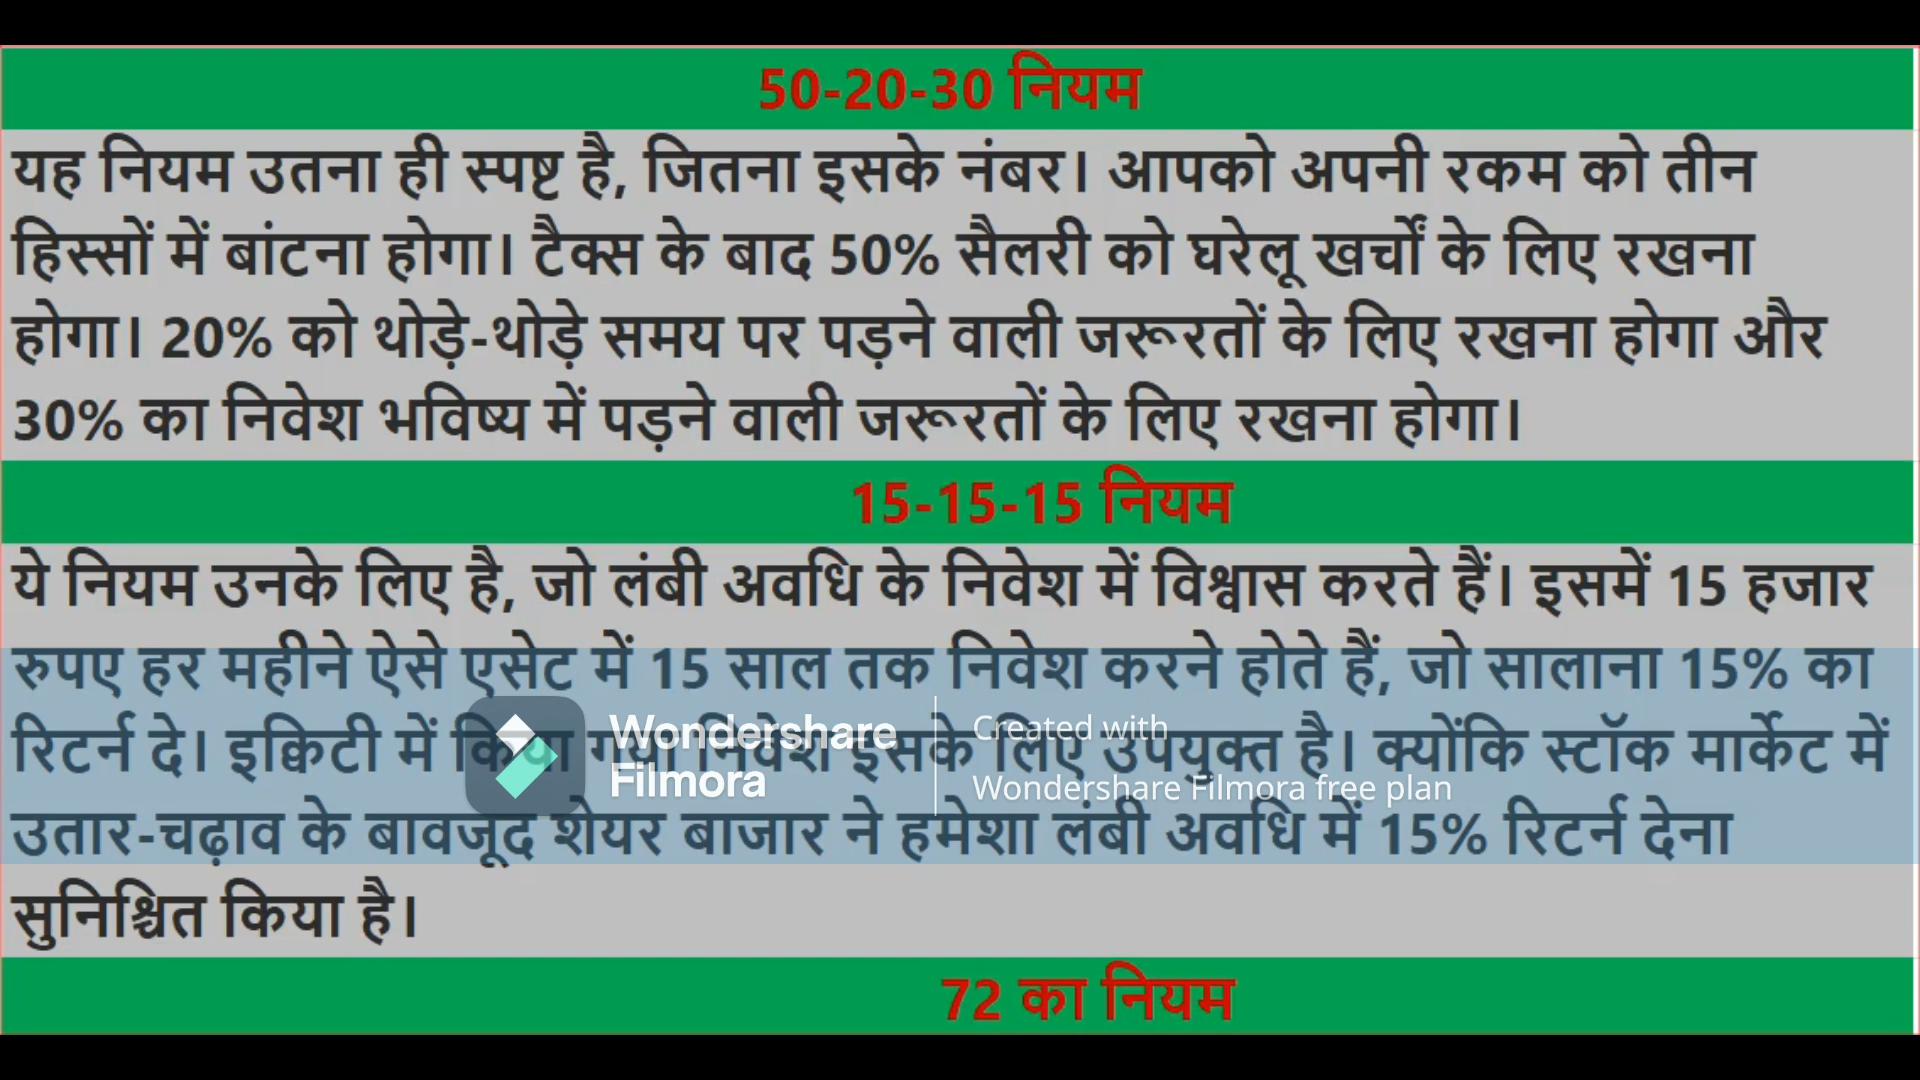 50-20-30 नियम
यह नियम उतना ही स्पष्ट है, जितना इसके नंबर। आपको अपनी रकम को तीन
हिस्सों में बांटना होगा। टैक्स के बाद 50% सैलरी को घरेलू खर्चों के लिए रखना
होगा। 20% को थोड़े-थोड़े समय पर पड़ने वाली जरूरतों के लिए रखना होगा और
30% का निवेश भविष्य में पड़ने वाली जरूरतों के लिए रखना होगा।
15-15-15 नियम
ये नियम उनके लिए है, जो लंबी अवधि के निवेश में विश्वास करते हैं। इसमें 15 हजार
रुपए हर महीने ऐसे एसेट में 15 साल तक निवेश करने होते हैं, जो सालाना 15% का
रिटर्न दे। इक्विटी में किया निवेश इसके लिए उपयुक्त है। क्योंकि स्टॉक मार्केट में
Wondershare
Filmora
Created with
Wondershare Filmora free plan
उतार-चढ़ाव के बावजूद शेयर बाजार ने हमेशा लंबी अवधि में 15% रिटर्न देना
सुनिश्चित किया है।
72 का नियम